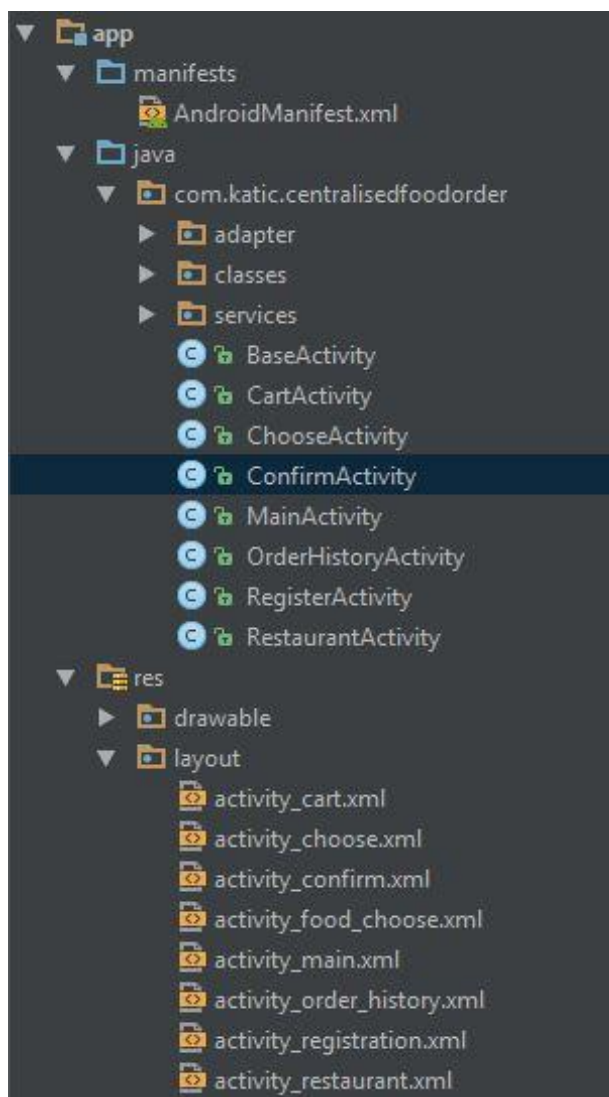 app
manifests
AndroidManifest.xml
java
com.katic.centralisedfoodorder
adapter
classes
services
BaseActivity
CartActivity
ChooseActivity
ConfirmActivity
MainActivity
OrderHistoryActivity
RegisterActivity
RestaurantActivity
res
drawable
layout
activity_cart.xml
activity_choose.xml
activity_confirm.xml
activity_food_choose.xml
activity_main.xml
activity_order_history.xml
activity_registration.xml
activity_restaurant.xml